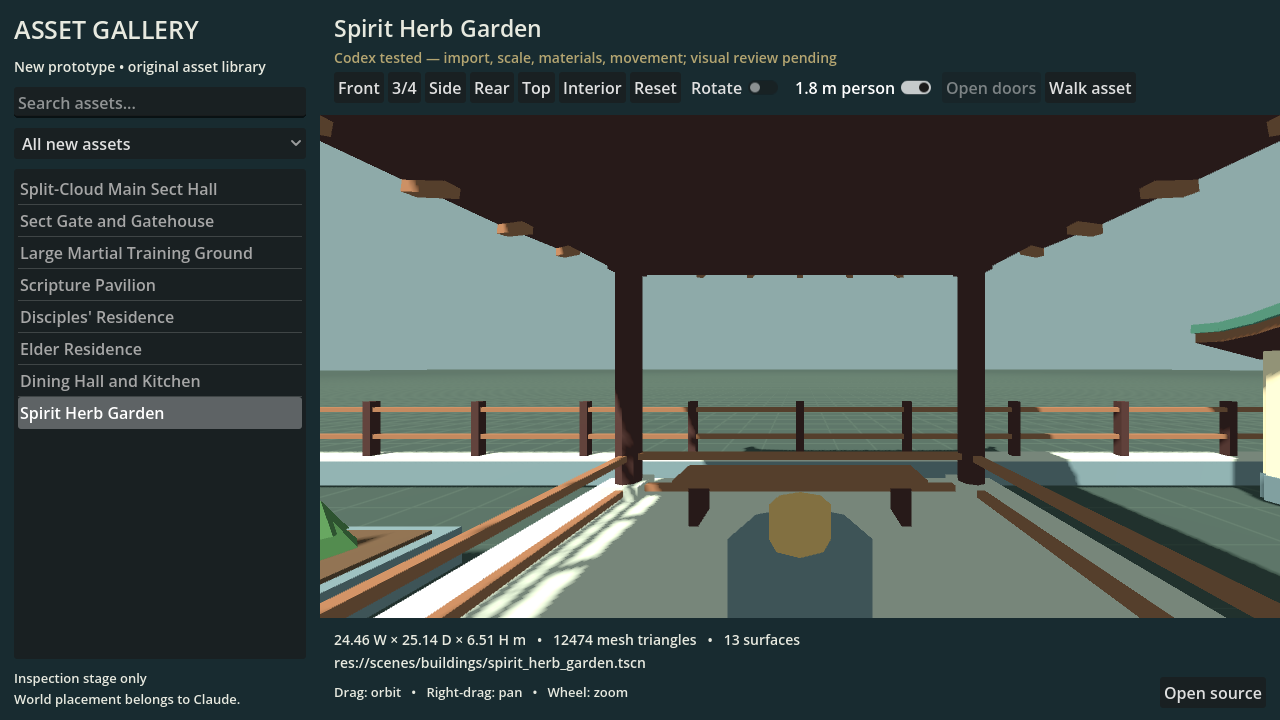 ASSET GALLERY
New prototype • original asset library
Search assets...
All new assets
Split-Cloud Main Sect Hall
Sect Gate and Gatehouse
Large Martial Training Ground
Scripture Pavilion
Disciples' Residence
Elder Residence
Dining Hall and Kitchen
Spirit Herb Garden
Inspection stage only
World placement belongs to Claude.
Spirit Herb Garden
Codex tested — import, scale, materials, movement; visual review pending
Front 3/4 Side Rear Top Interior Reset Rotate 1.8 m person Open doors Walk asset
24.46 W × 25.14 D × 6.51 H m • 12474 mesh triangles • 13 surfaces
res://scenes/buildings/spirit_herb_garden.tscn
Drag: orbit • Right-drag: pan • Wheel: zoom
Open source